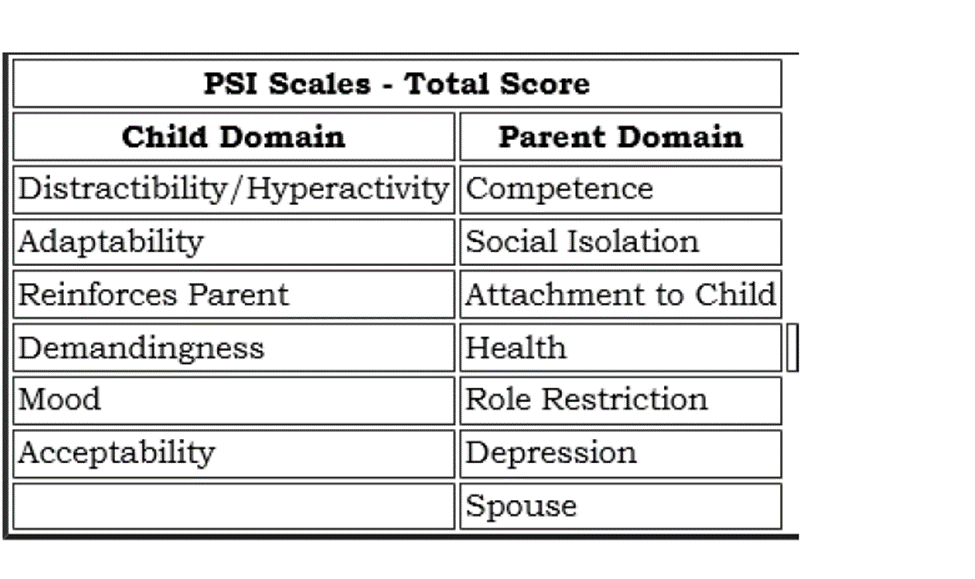 PSI Scales - Total Score
Child Domain Parent Domain
Distractibility/Hyperactivity Competence
Adaptability Social Isolation
Reinforces Parent Attachment to Child
Demandingness Health
Mood Role Restriction
Acceptability Depression
Spouse